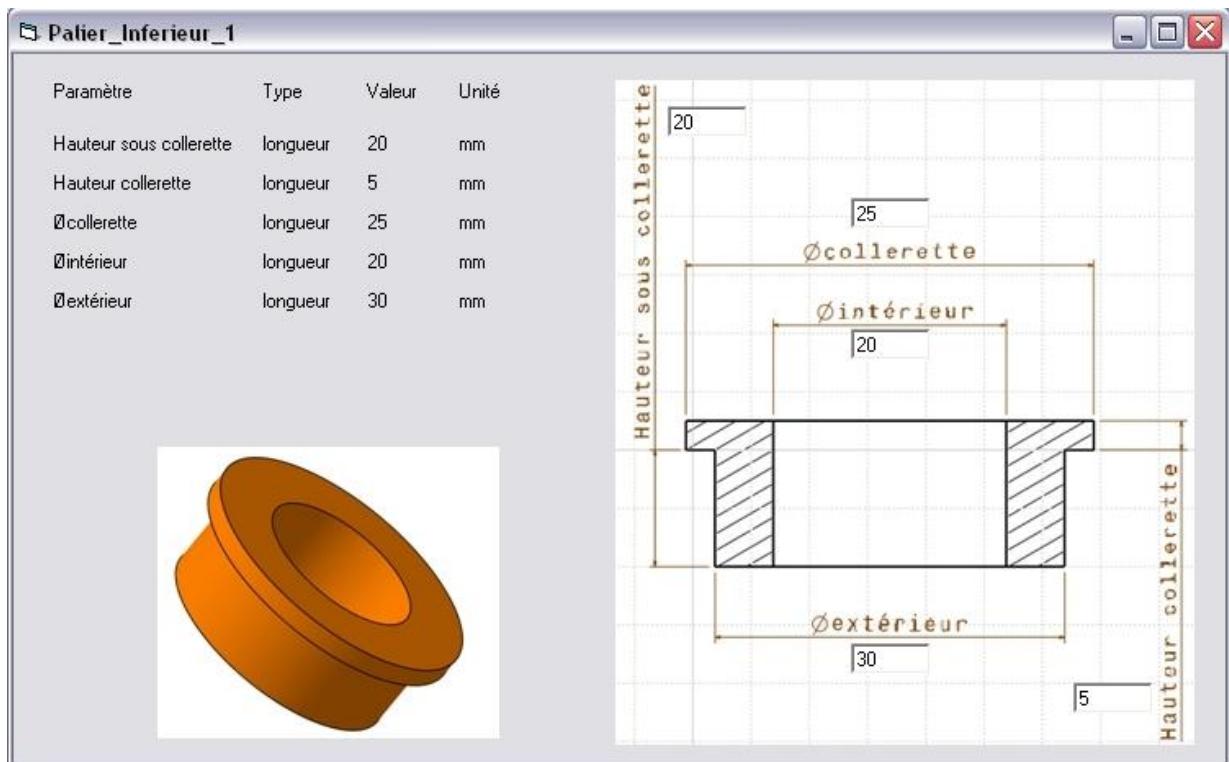 Palier_Inferieur_1
Paramètre Type Valeur Unité
Hauteur sous collerette longueur 20 mm
Hauteur collerette longueur 5 mm
Øcollerette longueur 25 mm
Øintérieur longueur 20 mm
Øextérieur longueur 30 mm
Hauteur sous collerette
20
25
Øcollerette
Øintérieur
20
Øextérieur
30
5
Hauteur collerette